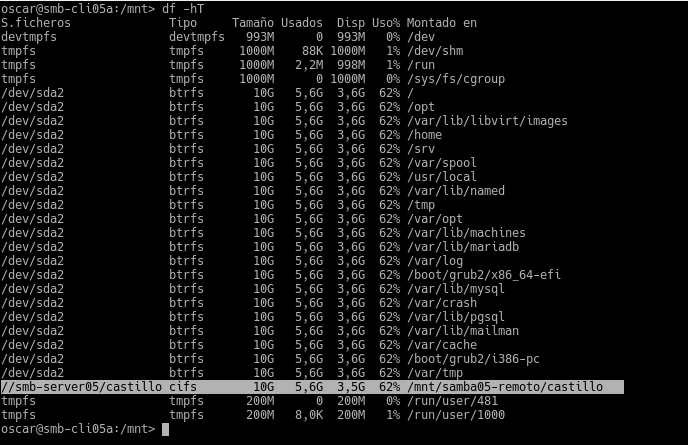 oscar@smb-cli05a:/mnt> df -hT
S.ficheros Tipo Tamaño Usados Disp Uso% Montado en
devtmpfs devtmpfs 993M 0 993M 0% /dev
tmpfs tmpfs 1000M 88K 1000M 1% /dev/shm
tmpfs tmpfs 1000M 2,2M 998M 1% /run
tmpfs tmpfs 1000M 0 1000M 0% /sys/fs/cgroup
/dev/sda2 btrfs 10G 5,6G 3,6G 62% /
/dev/sda2 btrfs 10G 5,6G 3,6G 62% /opt
/dev/sda2 btrfs 10G 5,6G 3,6G 62% /var/lib/libvirt/images
/dev/sda2 btrfs 10G 5,6G 3,6G 62% /home
/dev/sda2 btrfs 10G 5,6G 3,6G 62% /srv
/dev/sda2 btrfs 10G 5,6G 3,6G 62% /var/spool
/dev/sda2 btrfs 10G 5,6G 3,6G 62% /usr/local
/dev/sda2 btrfs 10G 5,6G 3,6G 62% /var/lib/named
/dev/sda2 btrfs 10G 5,6G 3,6G 62% /tmp
/dev/sda2 btrfs 10G 5,6G 3,6G 62% /var/opt
/dev/sda2 btrfs 10G 5,6G 3,6G 62% /var/lib/machines
/dev/sda2 btrfs 10G 5,6G 3,6G 62% /var/lib/mariadb
/dev/sda2 btrfs 10G 5,6G 3,6G 62% /var/log
/dev/sda2 btrfs 10G 5,6G 3,6G 62% /boot/grub2/x86_64-efi
/dev/sda2 btrfs 10G 5,6G 3,6G 62% /var/lib/mysql
/dev/sda2 btrfs 10G 5,6G 3,6G 62% /var/crash
/dev/sda2 btrfs 10G 5,6G 3,6G 62% /var/lib/pgsql
/dev/sda2 btrfs 10G 5,6G 3,6G 62% /var/lib/mailman
/dev/sda2 btrfs 10G 5,6G 3,6G 62% /var/cache
/dev/sda2 btrfs 10G 5,6G 3,6G 62% /boot/grub2/i386-pc
/dev/sda2 btrfs 10G 5,6G 3,6G 62% /var/tmp
//smb-server05/castillo cifs 10G 5,6G 3,5G 62% /mnt/samba05-remoto/castillo
tmpfs tmpfs 200M 0 200M 0% /run/user/481
tmpfs tmpfs 200M 8,0K 200M 1% /run/user/1000
oscar@smb-cli05a:/mnt>